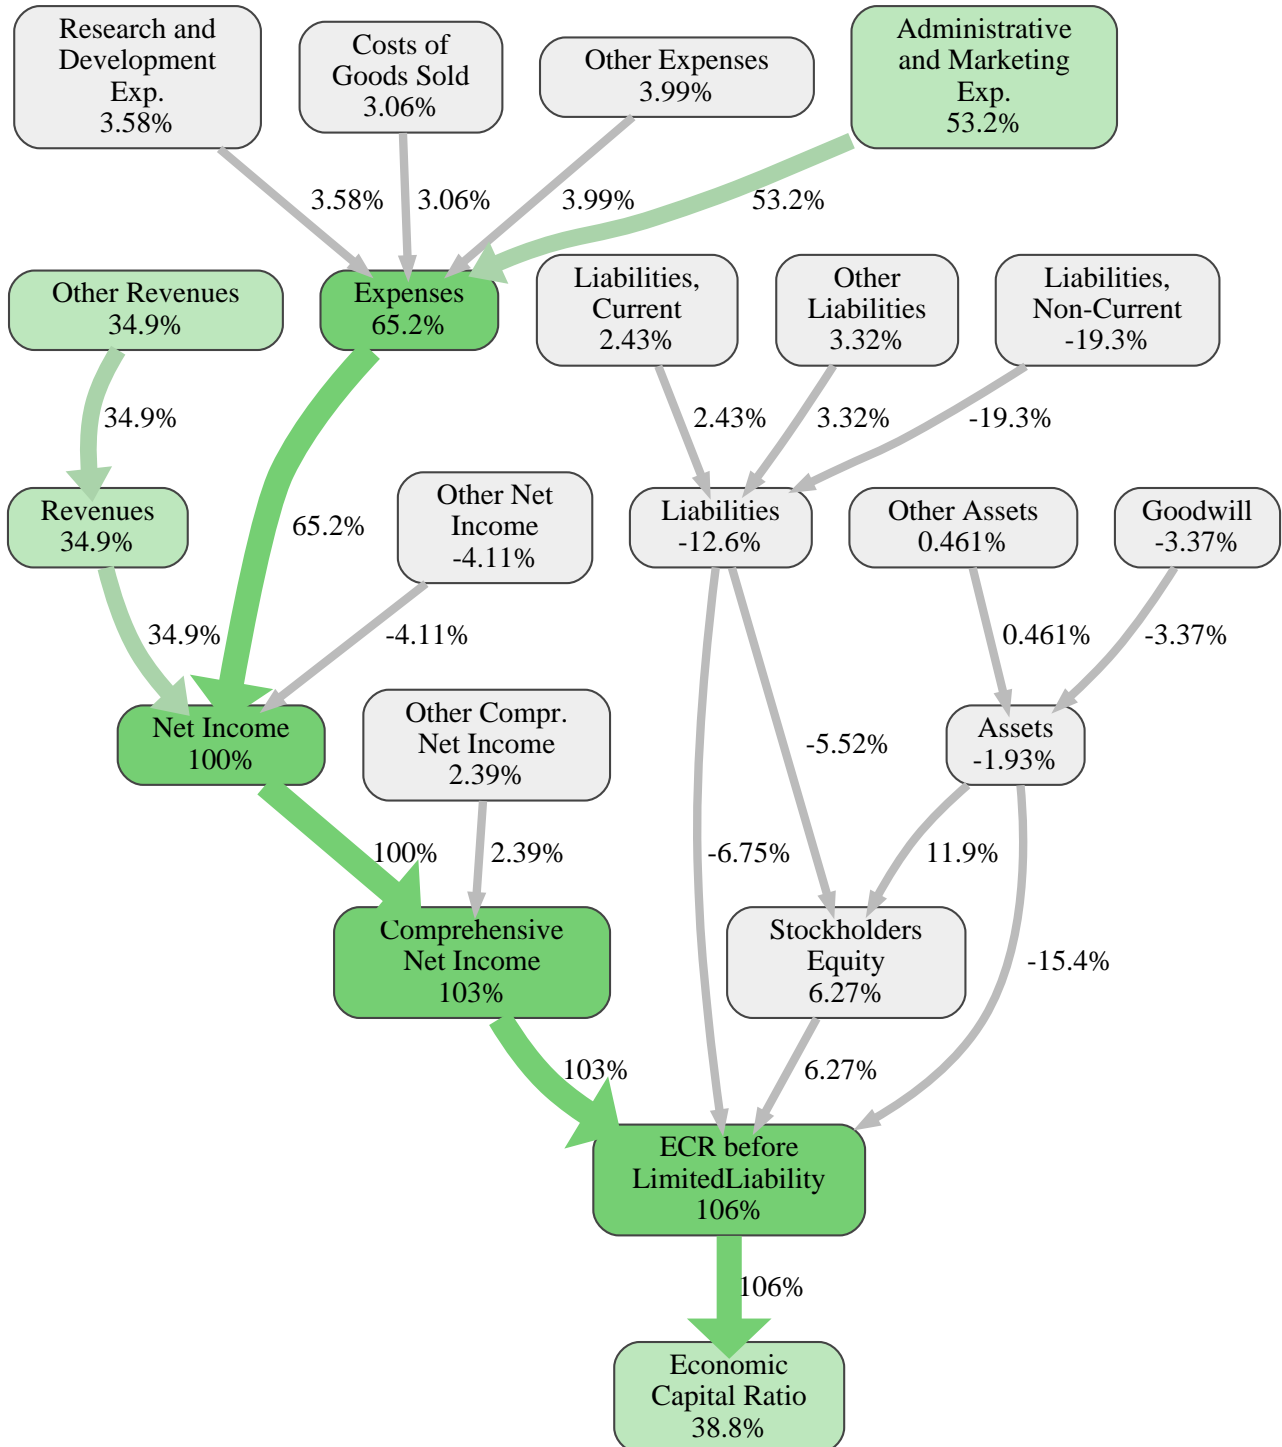 Research and
Development
Exp.
3.58%
Costs of
Goods Sold
3.06%
Other Expenses
3.99%
Administrative
and Marketing
Exp.
53.2%
3.58%
3.06%
3.99%
53.2%
Other Revenues
34.9%
Expenses
65.2%
Liabilities,
Current
2.43%
Other
Liabilities
3.32%
Liabilities,
Non-Current
-19.3%
34.9%
2.43%
3.32%
-19.3%
Revenues
34.9%
65.2%
Other Net
Income
-4.11%
Liabilities
-12.6%
Other Assets
0.461%
Goodwill
-3.37%
34.9%
-4.11%
0.461%
-3.37%
Net Income
100%
Other Compr.
Net Income
2.39%
-5.52%
Assets
-1.93%
100%
2.39%
-6.75%
11.9%
Comprehensive
Net Income
103%
Stockholders
Equity
6.27%
-15.4%
103%
6.27%
ECR before
LimitedLiability
106%
106%
Economic
Capital Ratio
38.8%